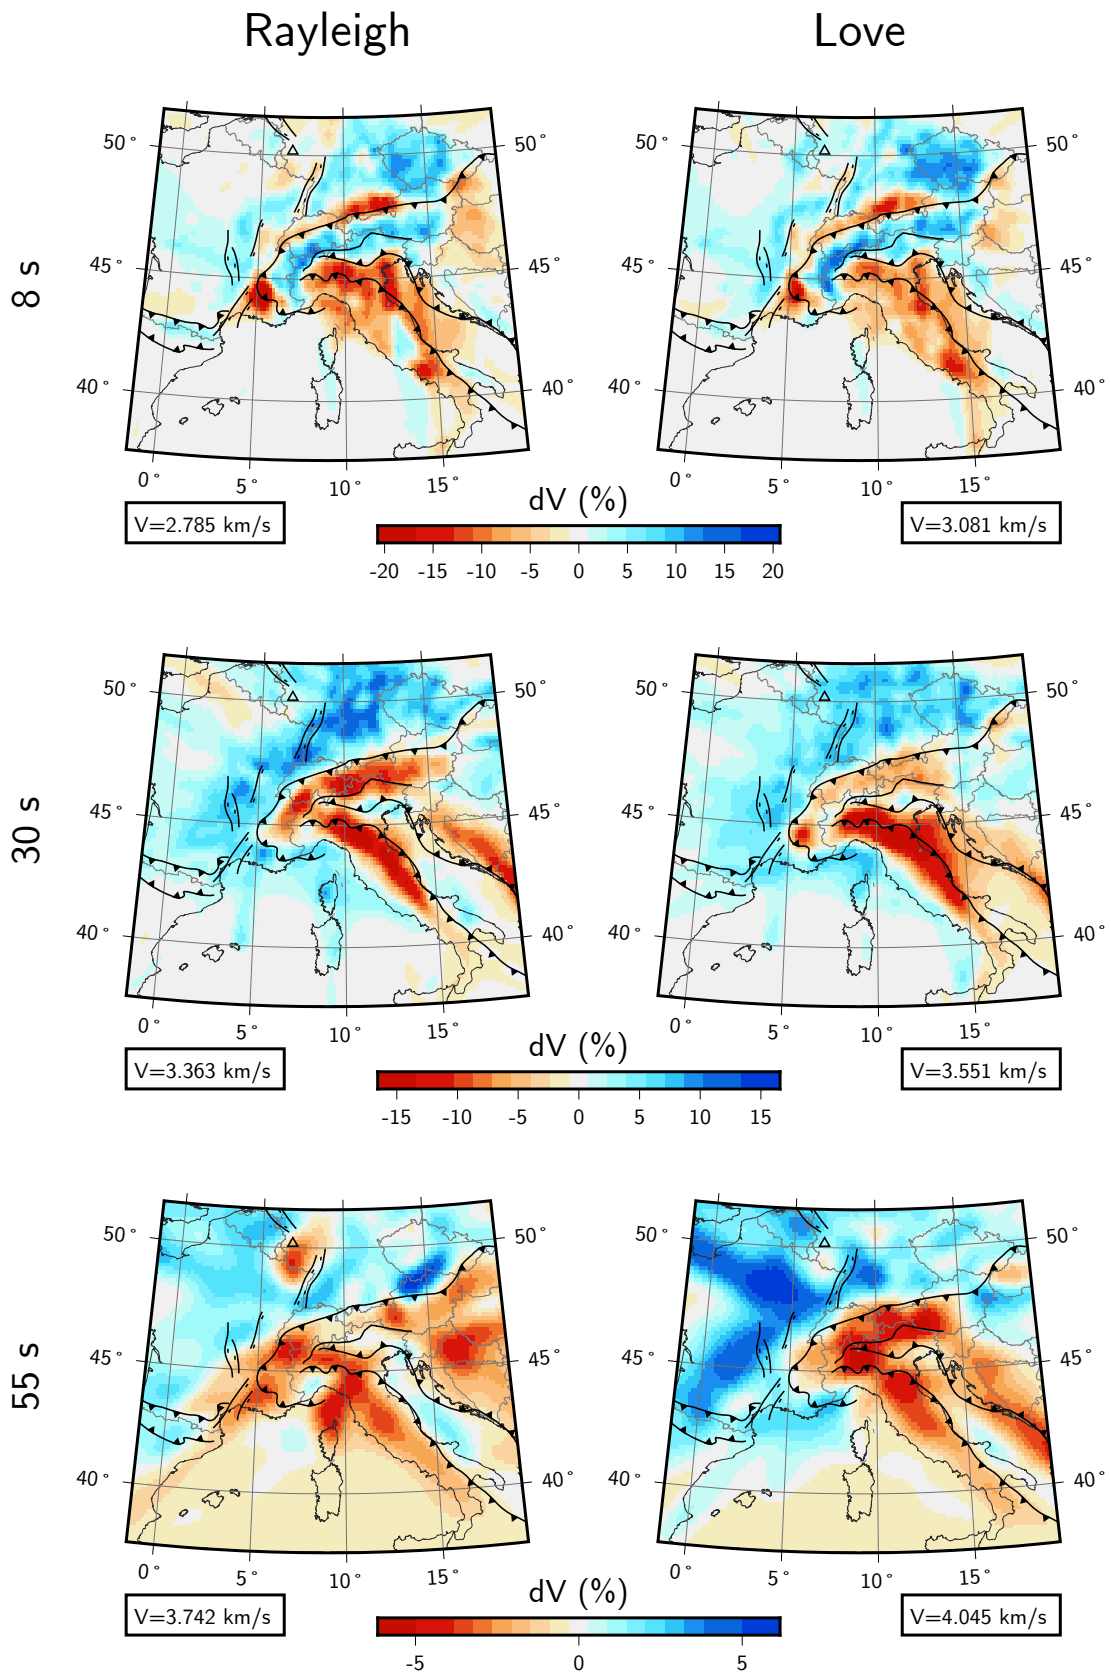 Rayleigh Love
8 s
50° 50° 50° 50°
45° 45° 45° 45°
40° 40° 40° 40°
0° 5° 10° 15° 0° 5° 10° 15°
dV (%)
V=2.785 km/s V=3.081 km/s
-20 -15 -10 -5 0 5 10 15 20
30 s
50° 50° 50° 50°
45° 45° 45° 45°
40° 40° 40° 40°
0° 5° 10° 15° 0° 5° 10° 15°
dV (%)
V=3.363 km/s V=3.551 km/s
-15 -10 -5 0 5 10 15
55 s
50° 50° 50° 50°
45° 45° 45° 45°
40° 40° 40° 40°
0° 5° 10° 15° 0° 5° 10° 15°
dV (%)
V=3.742 km/s V=4.045 km/s
-5 0 5